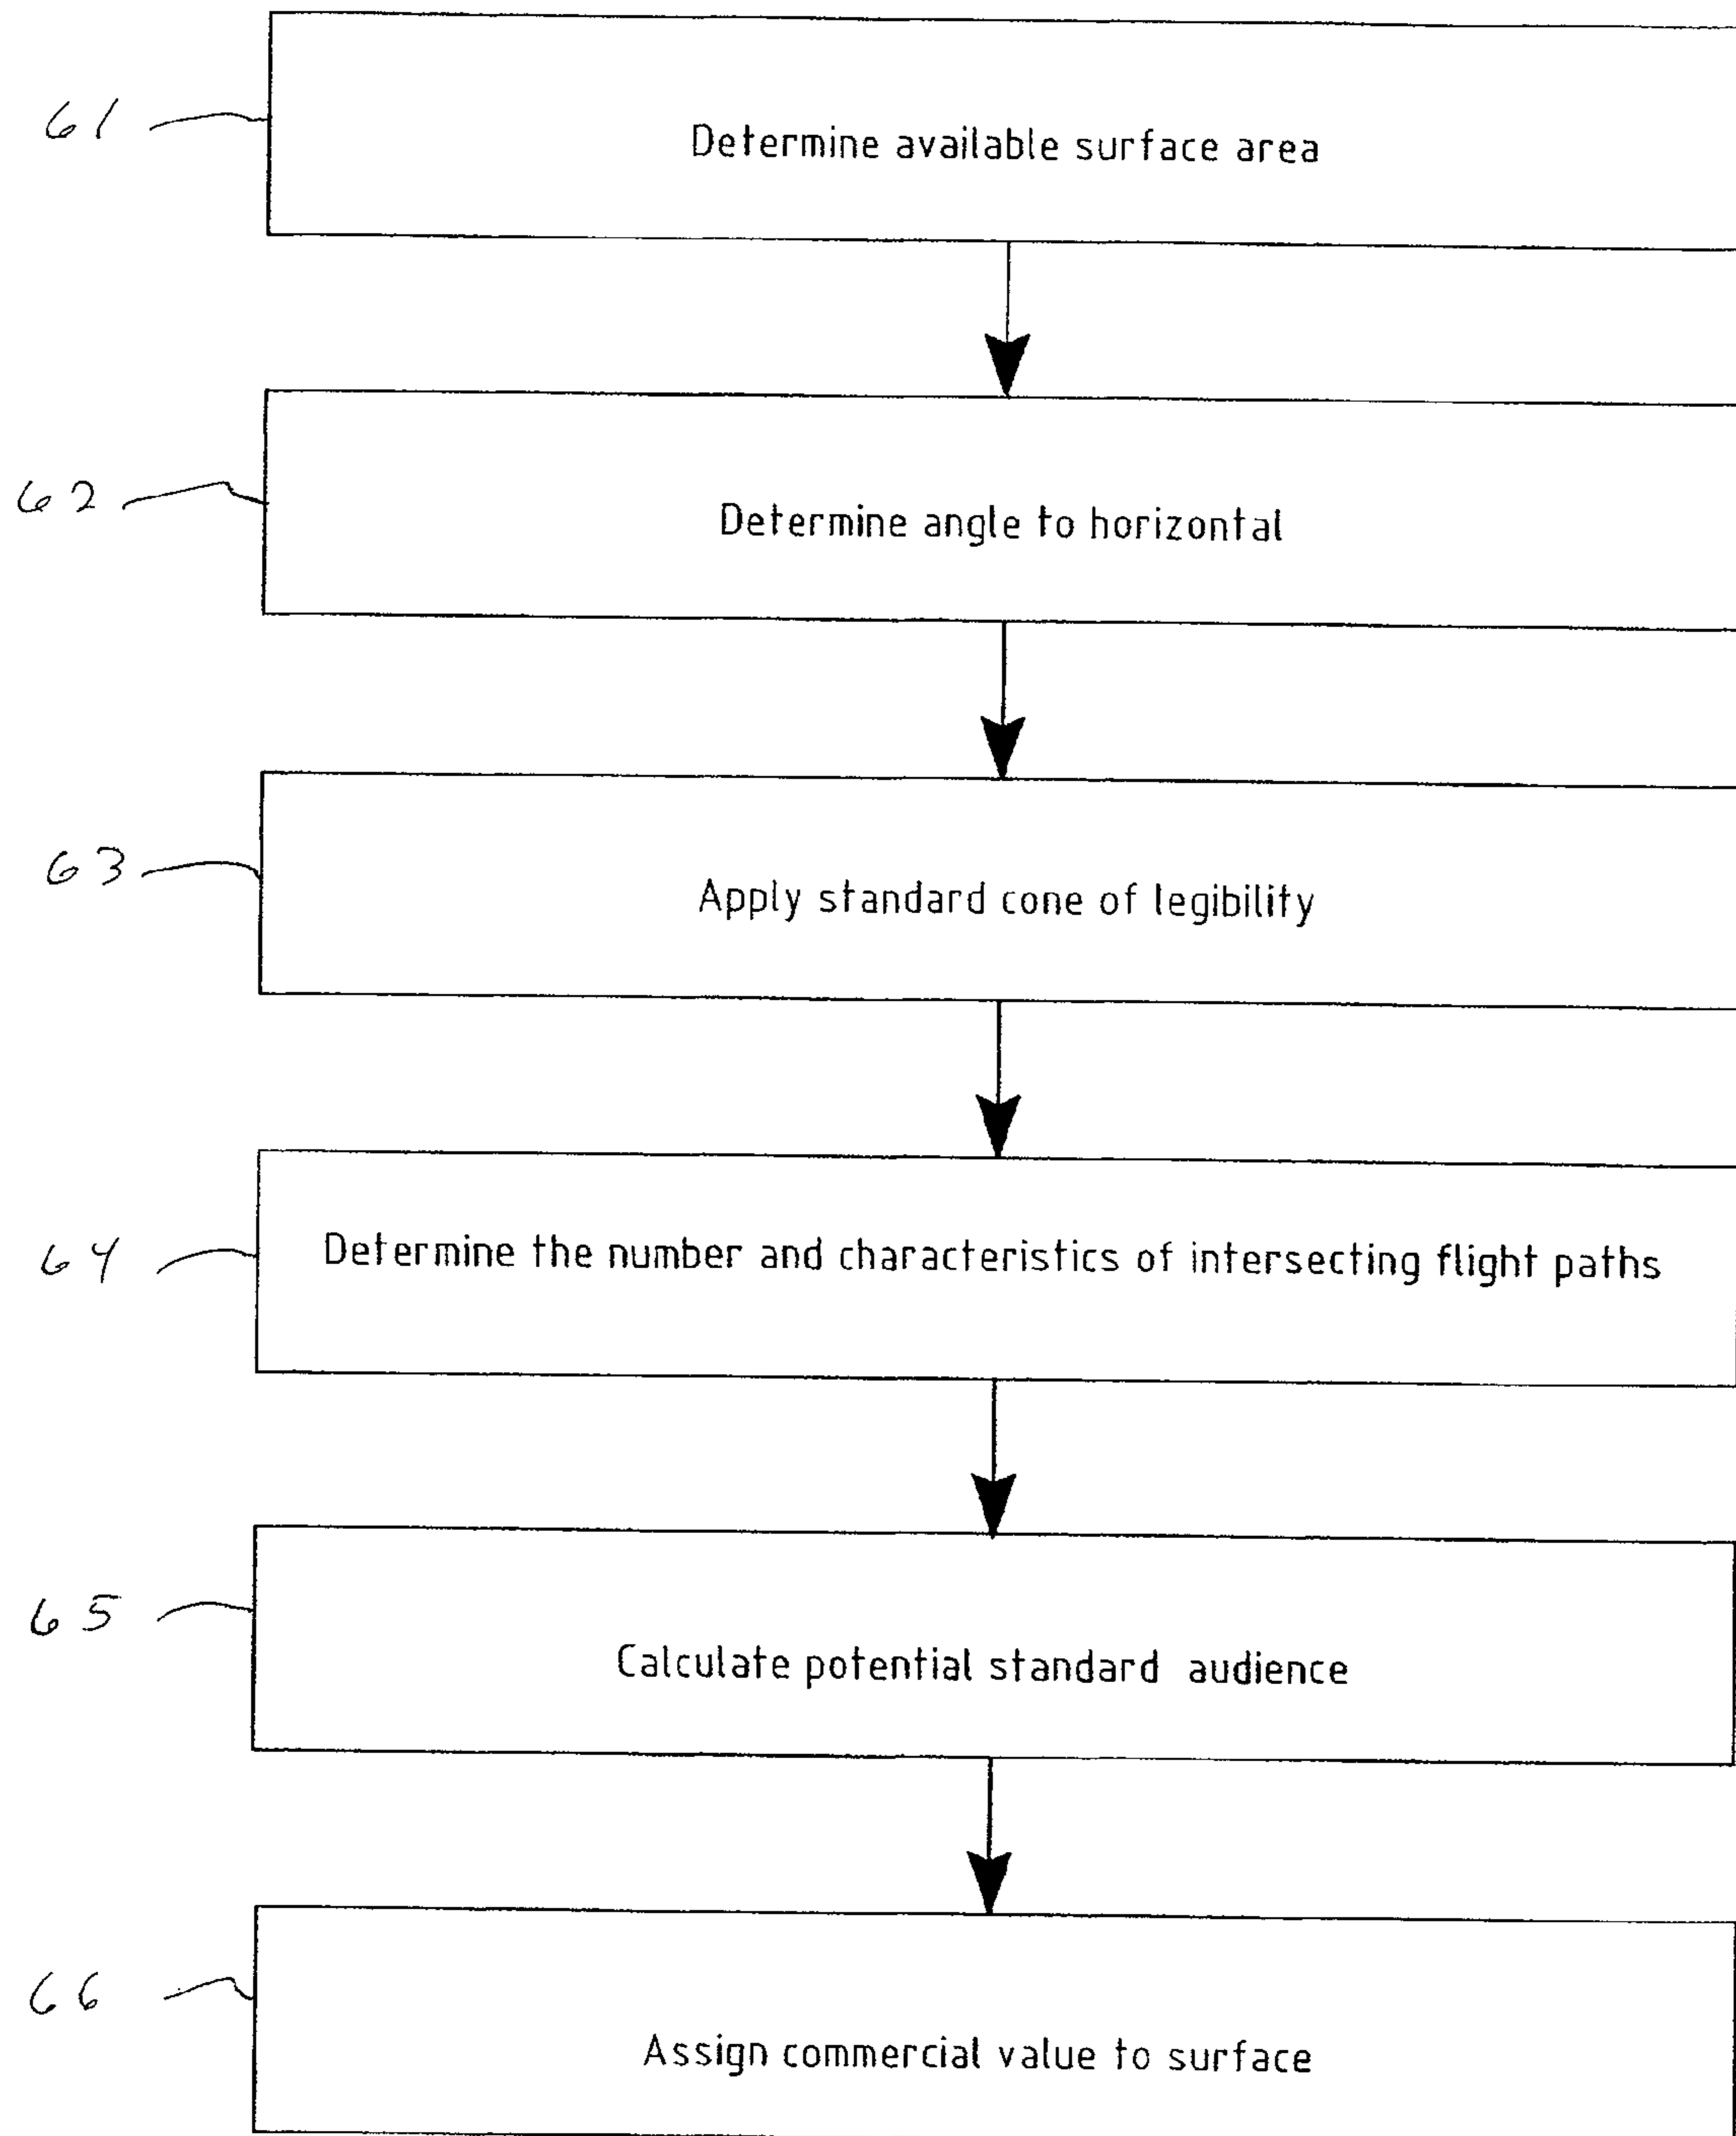 61
Determine available surface area
62
Determine angle to horizontal
63
Apply standard cone of legibility
64
Determine the number and characteristics of intersecting flight paths
65
Calculate potential standard audience
66
Assign commercial value to surface